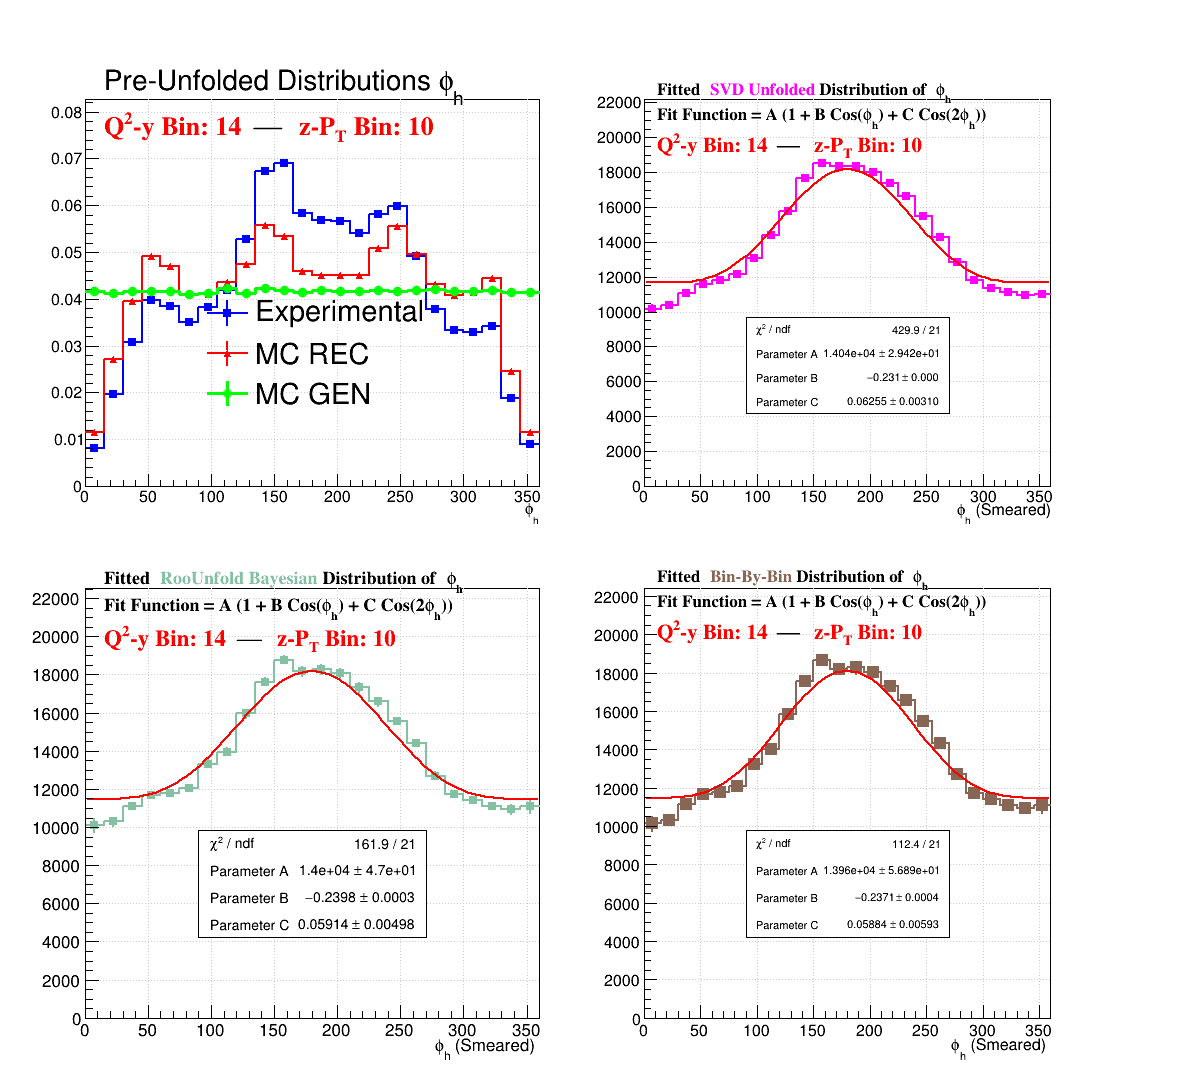 Pre-Unfolded Distributions ϕh
Q2-y Bin: 14 — z-PT Bin: 10
0.08
0.07
0.06
0.05
0.04
0.03
0.02
0.01
0
Experimental
MC REC
MC GEN
0 50 100 150 200 250 300 350
ϕh
Fitted SVD Unfolded Distribution of ϕh
Fit Function = A (1 + B Cos(ϕh) + C Cos(2ϕh))
Q2-y Bin: 14 — z-PT Bin: 10
22000
20000
18000
16000
14000
12000
10000
8000
6000
4000
2000
0
χ2 / ndf 429.9 / 21
Parameter A 1.404e+04 ± 2.942e+01
Parameter B −0.231 ± 0.000
Parameter C 0.06255 ± 0.00310
0 50 100 150 200 250 300 350
ϕh (Smeared)
Fitted RooUnfold Bayesian Distribution of ϕh
Fit Function = A (1 + B Cos(ϕh) + C Cos(2ϕh))
Q2-y Bin: 14 — z-PT Bin: 10
22000
20000
18000
16000
14000
12000
10000
8000
6000
4000
2000
0
χ2 / ndf 161.9 / 21
Parameter A 1.4e+04 ± 4.7e+01
Parameter B −0.2398 ± 0.0003
Parameter C 0.05914 ± 0.00498
0 50 100 150 200 250 300 350
ϕh (Smeared)
Fitted Bin-By-Bin Distribution of ϕh
Fit Function = A (1 + B Cos(ϕh) + C Cos(2ϕh))
Q2-y Bin: 14 — z-PT Bin: 10
22000
20000
18000
16000
14000
12000
10000
8000
6000
4000
2000
0
χ2 / ndf 112.4 / 21
Parameter A 1.396e+04 ± 5.689e+01
Parameter B −0.2371 ± 0.0004
Parameter C 0.05884 ± 0.00593
0 50 100 150 200 250 300 350
ϕh (Smeared)